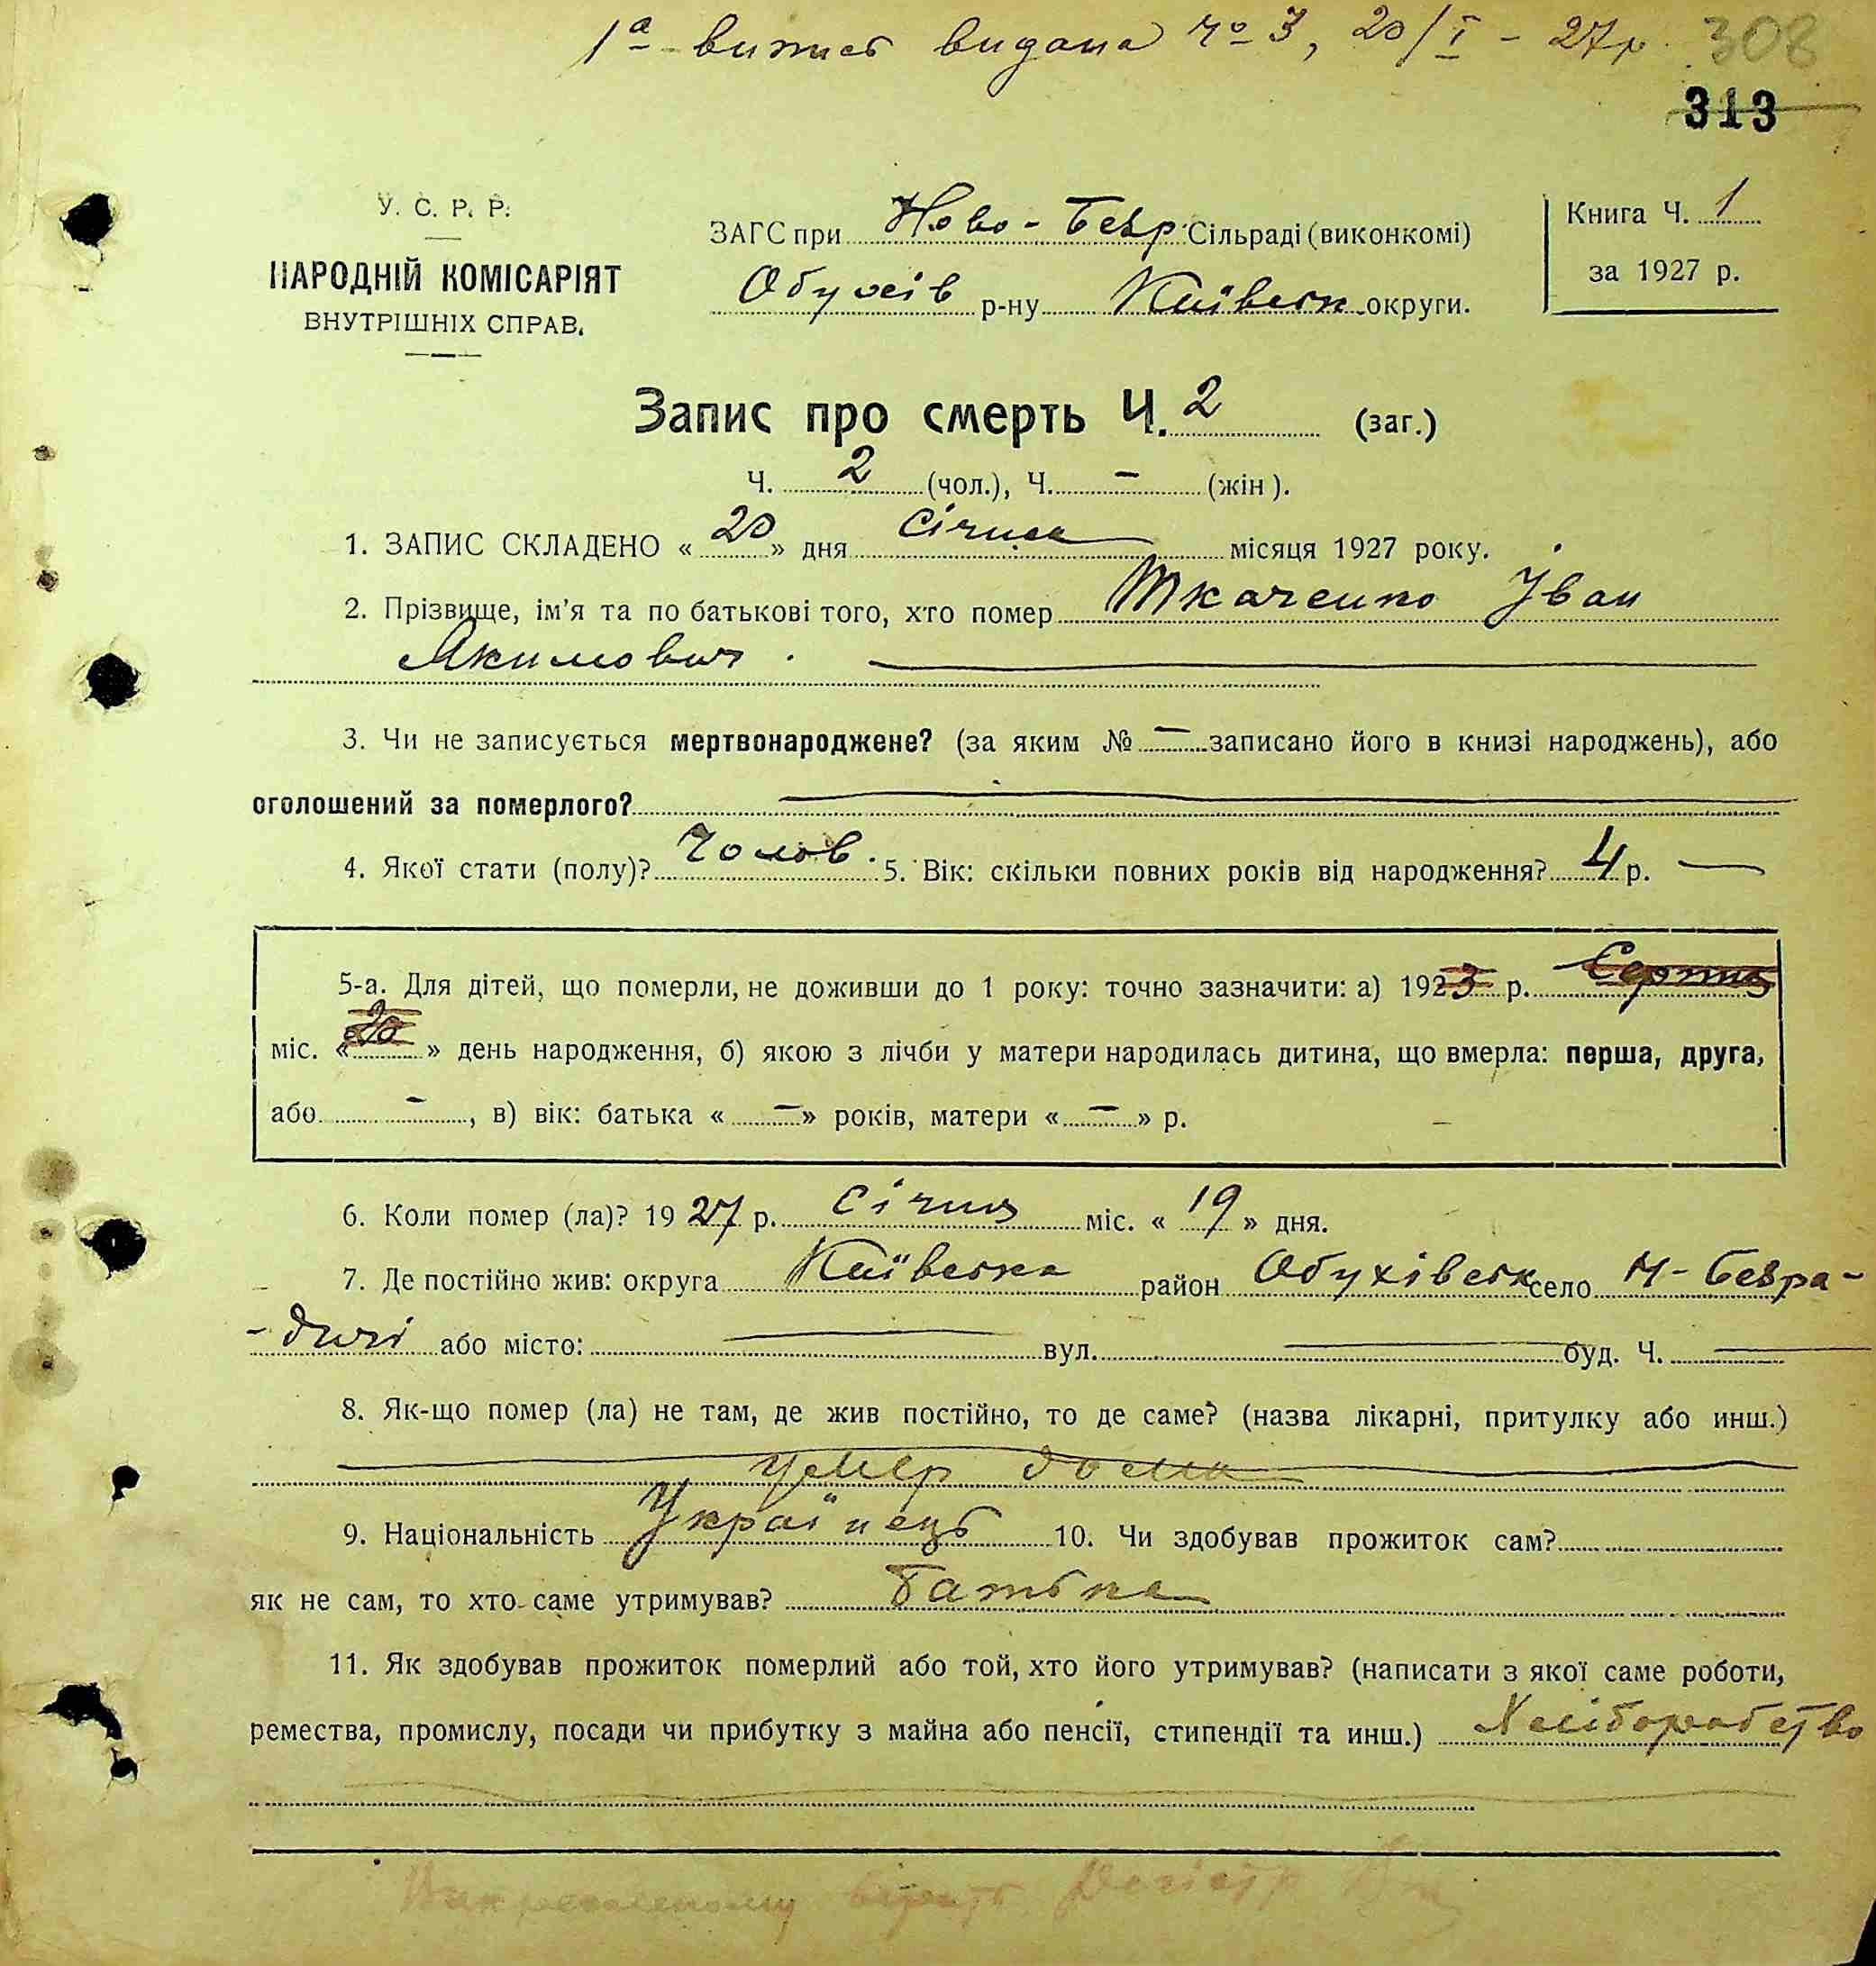 1а витяг видана Ч° 3, 20/I - 27р. 308
313
У. С. Р. Р.
НАРОДНІЙ КОМІСАРІЯТ
ВНУТРІШНІХ СПРАВ.
ЗАГС при Ново-Безр Сільраді (виконкомі)
Обухів р-ну Київськ округи.
Книга Ч. 1
за 1927 р.
Запис про смерть Ч. 2 (заг.)
Ч. 2 (чол.), Ч. — (жін).
1. ЗАПИС СКЛАДЕНО «20» дня Січня місяця 1927 року.
2. Прізвище, ім'я та по батькові того, хто помер Ткаченко Іван
Якимович.
3. Чи не записується мертвонароджене? (за яким № — записано його в книзі народжень), або
оголошений за померлого? —
4. Якої стати (полу)? Чолов. 5. Вік: скільки повних років від народження? 4 р. —
5-а. Для дітей, що померли, не доживши до 1 року: точно зазначити: а) 1923 р. Серпня
міс. «20» день народження, б) якою з лічби у матери народилась дитина, що вмерла: перша, друга,
або —, в) вік: батька «—» років, матери «—» р.
6. Коли помер (ла)? 1927 р. Січня міс. «19» дня.
7. Де постійно жив: округа Київська район Обухівськ село Н-Безра-
-дичі або місто: — вул. — буд. Ч. —
8. Як-що помер (ла) не там, де жив постійно, то де саме? (назва лікарні, притулку або инш.)
умер дома
9. Національність Українець 10. Чи здобував прожиток сам?
як не сам, то хто саме утримував? Батька
11. Як здобував прожиток померлий або той, хто його утримував? (написати з якої саме роботи,
ремества, промислу, посади чи прибутку з майна або пенсії, стипендії та инш.) Хліборобство
Викресленому вірить